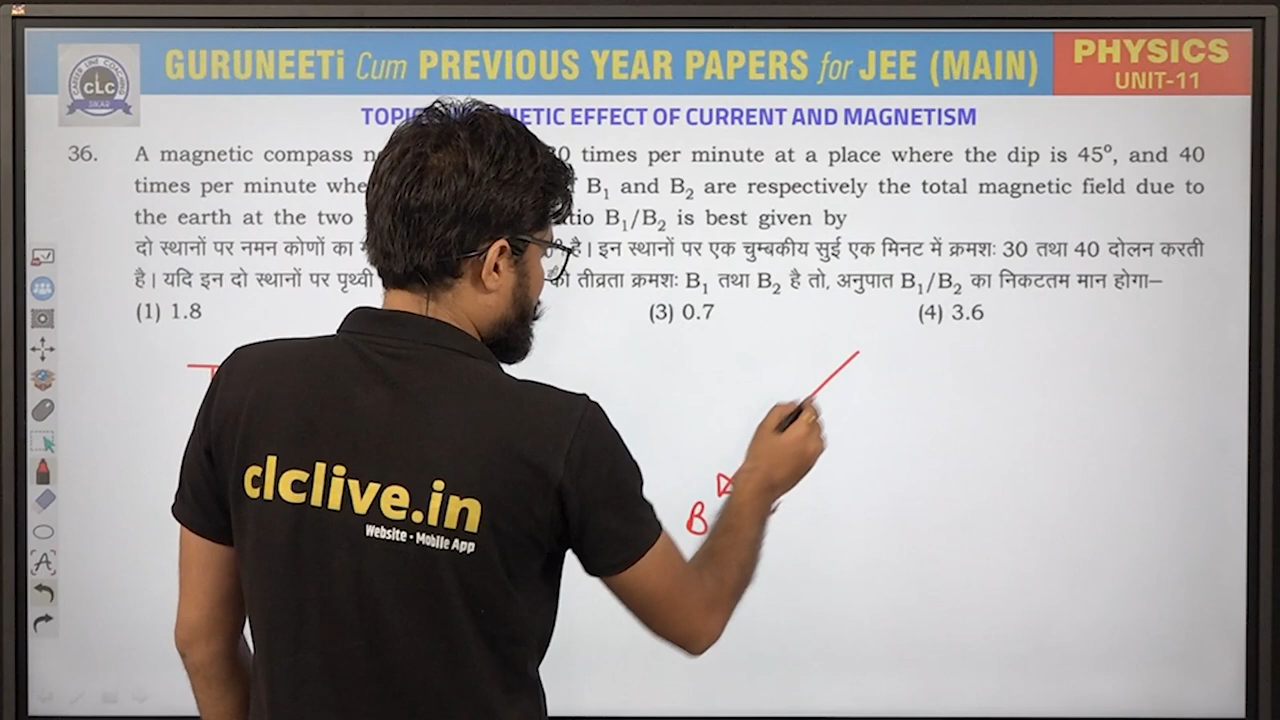 GURUNEETi Cum PREVIOUS YEAR PAPERS for JEE (MAIN)
PHYSICS
UNIT-11
CLC
SIKAR
EFFECT OF CURRENT AND MAGNETISM
36. A magnetic compass times per minute at a place where the dip is 45°, and 40
times per minute B₁ and B₂ are respectively the total magnetic field due to
the earth at the two B₁/B₂ is best given by
दो स्थानों पर नमन कोणों का है। इन स्थानों पर एक चुम्बकीय सुई एक मिनट में क्रमशः 30 तथा 40 दोलन करती
है। यदि इन दो स्थानों पर पृथ्वी की तीव्रता क्रमशः B₁ तथा B₂ है तो, अनुपात B₁/B₂ का निकटतम मान होगा–
(1) 1.8 (3) 0.7 (4) 3.6
B
clclive.in
Website - Mobile App